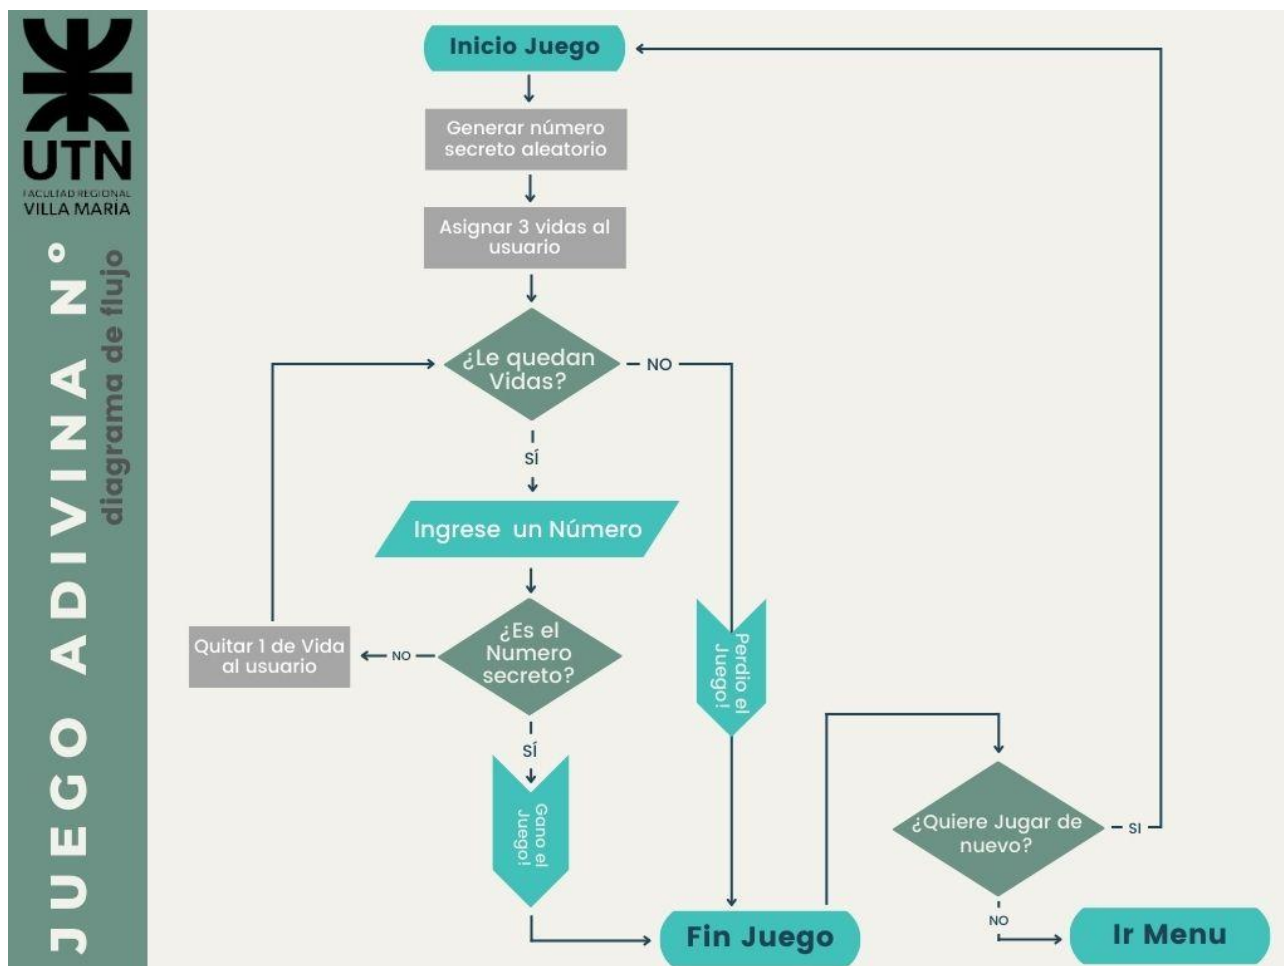 UTN
FACULTAD REGIONAL
VILLA MARÍA
JUEGO ADIVINA Nº
diagrama de flujo
Inicio Juego
Generar número
secreto aleatorio
Asignar 3 vidas al
usuario
¿Le quedan
Vidas?
NO
SÍ
Ingrese un Número
¿Es el
Numero
secreto?
NO
Quitar 1 de Vida
al usuario
SÍ
Gano el
Juego!
Perdio el
Juego!
Fin Juego
¿Quiere Jugar de
nuevo?
SI
NO
Ir Menu